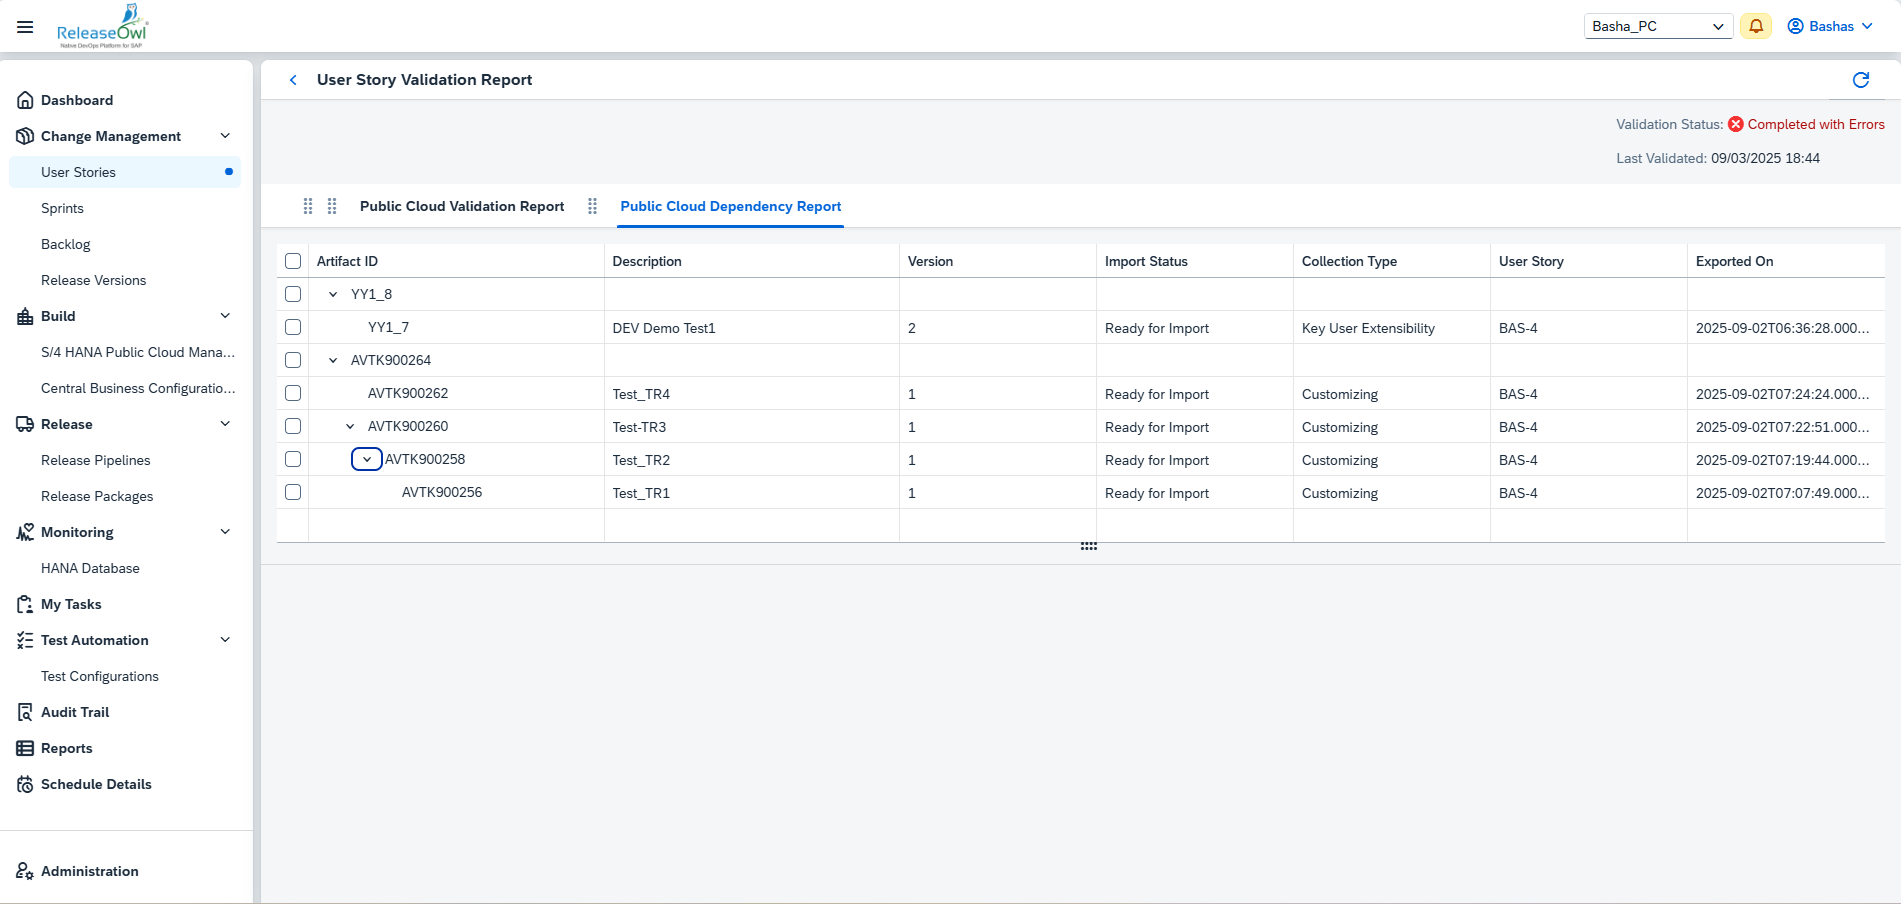 ReleaseOwl
Native DevOps Platform for SAP
Basha_PC
Bashas
Dashboard
Change Management
User Stories
Sprints
Backlog
Release Versions
Build
S/4 HANA Public Cloud Mana...
Central Business Configuratio...
Release
Release Pipelines
Release Packages
Monitoring
HANA Database
My Tasks
Test Automation
Test Configurations
Audit Trail
Reports
Schedule Details
Administration
User Story Validation Report
Validation Status: Completed with Errors
Last Validated: 09/03/2025 18:44
Public Cloud Validation Report Public Cloud Dependency Report
Artifact ID Description Version Import Status Collection Type User Story Exported On
YY1_8
YY1_7 DEV Demo Test1 2 Ready for Import Key User Extensibility BAS-4 2025-09-02T06:36:28.000...
AVTK900264
AVTK900262 Test_TR4 1 Ready for Import Customizing BAS-4 2025-09-02T07:24:24.000...
AVTK900260 Test-TR3 1 Ready for Import Customizing BAS-4 2025-09-02T07:22:51.000...
AVTK900258 Test_TR2 1 Ready for Import Customizing BAS-4 2025-09-02T07:19:44.000...
AVTK900256 Test_TR1 1 Ready for Import Customizing BAS-4 2025-09-02T07:07:49.000...